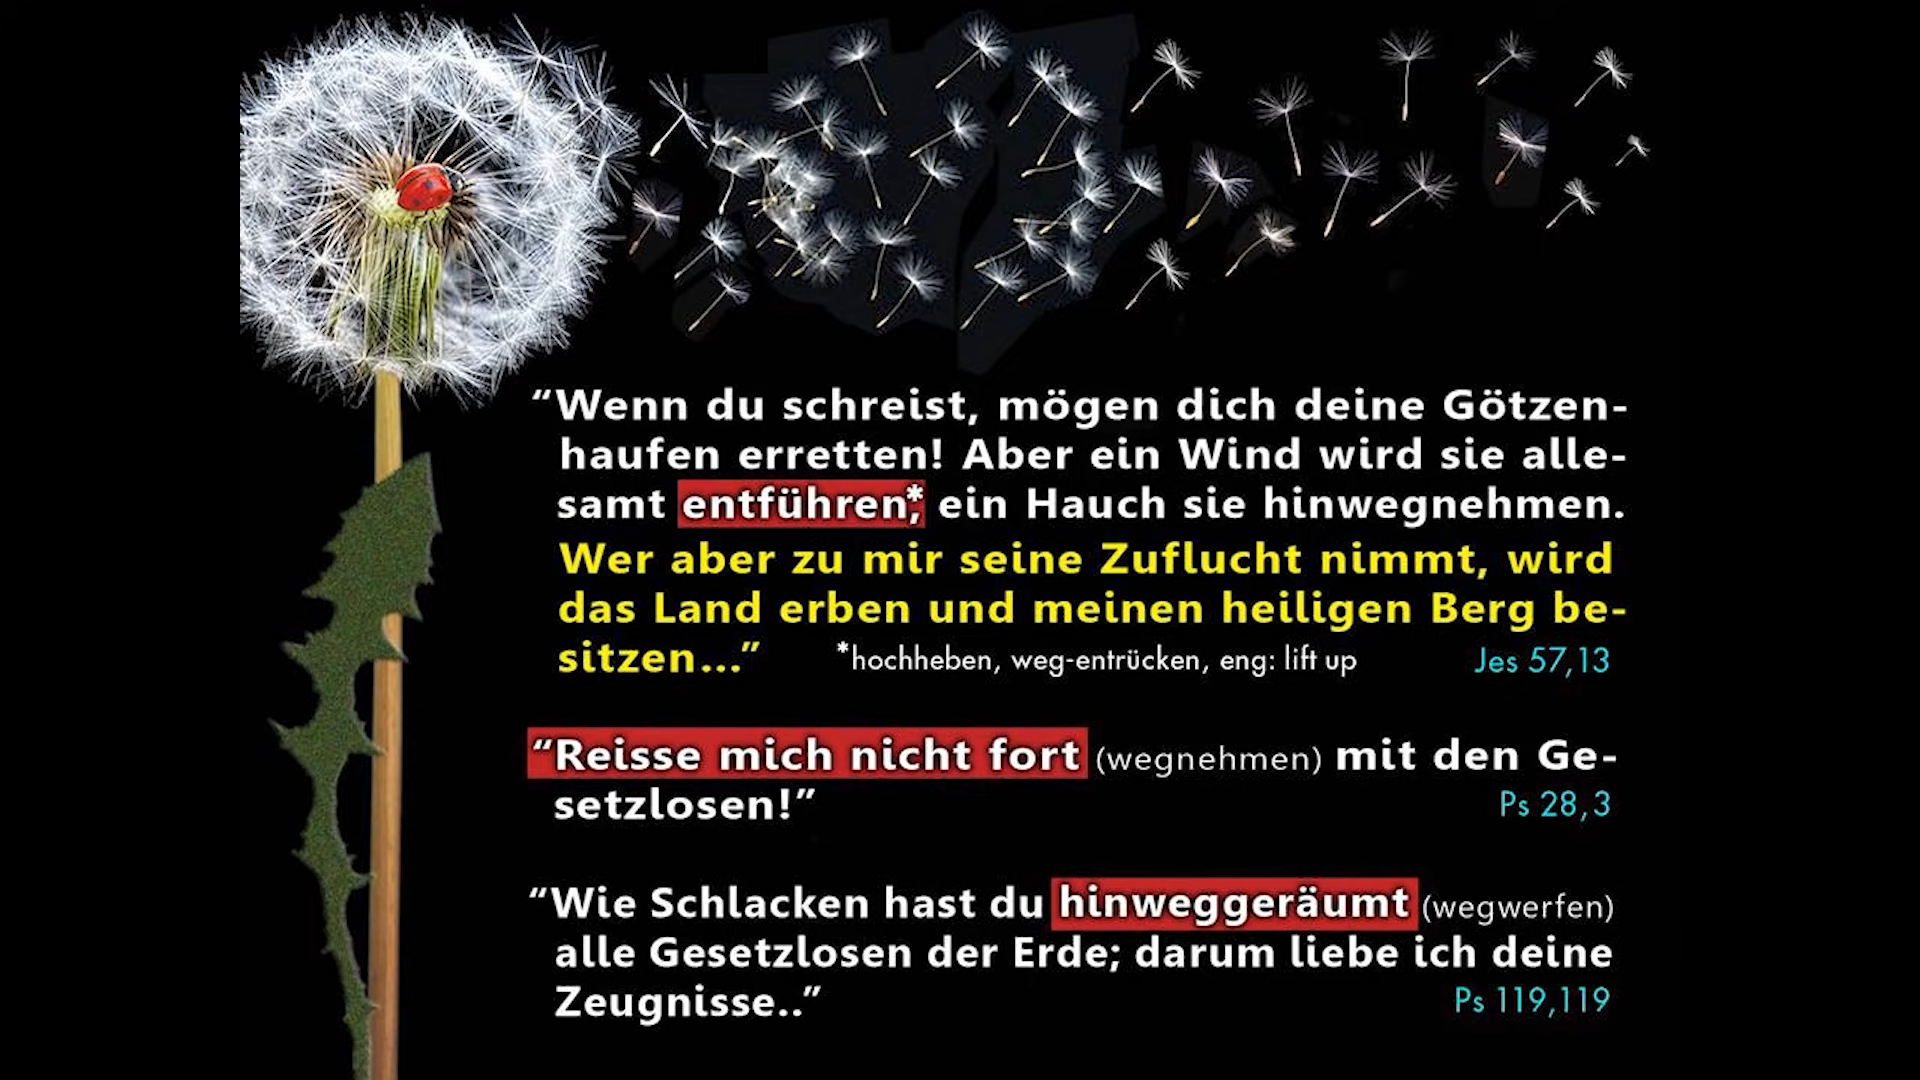 “Wenn du schreist, mögen dich deine Götzen-
haufen erretten! Aber ein Wind wird sie alle-
samt entführen,* ein Hauch sie hinwegnehmen.
Wer aber zu mir seine Zuflucht nimmt, wird
das Land erben und meinen heiligen Berg be-
sitzen...” *hochheben, weg-entrücken, eng: lift up Jes 57,13
“Reisse mich nicht fort (wegnehmen) mit den Ge-
setzlosen!” Ps 28,3
“Wie Schlacken hast du hinweggeräumt (wegwerfen)
alle Gesetzlosen der Erde; darum liebe ich deine
Zeugnisse..” Ps 119,119